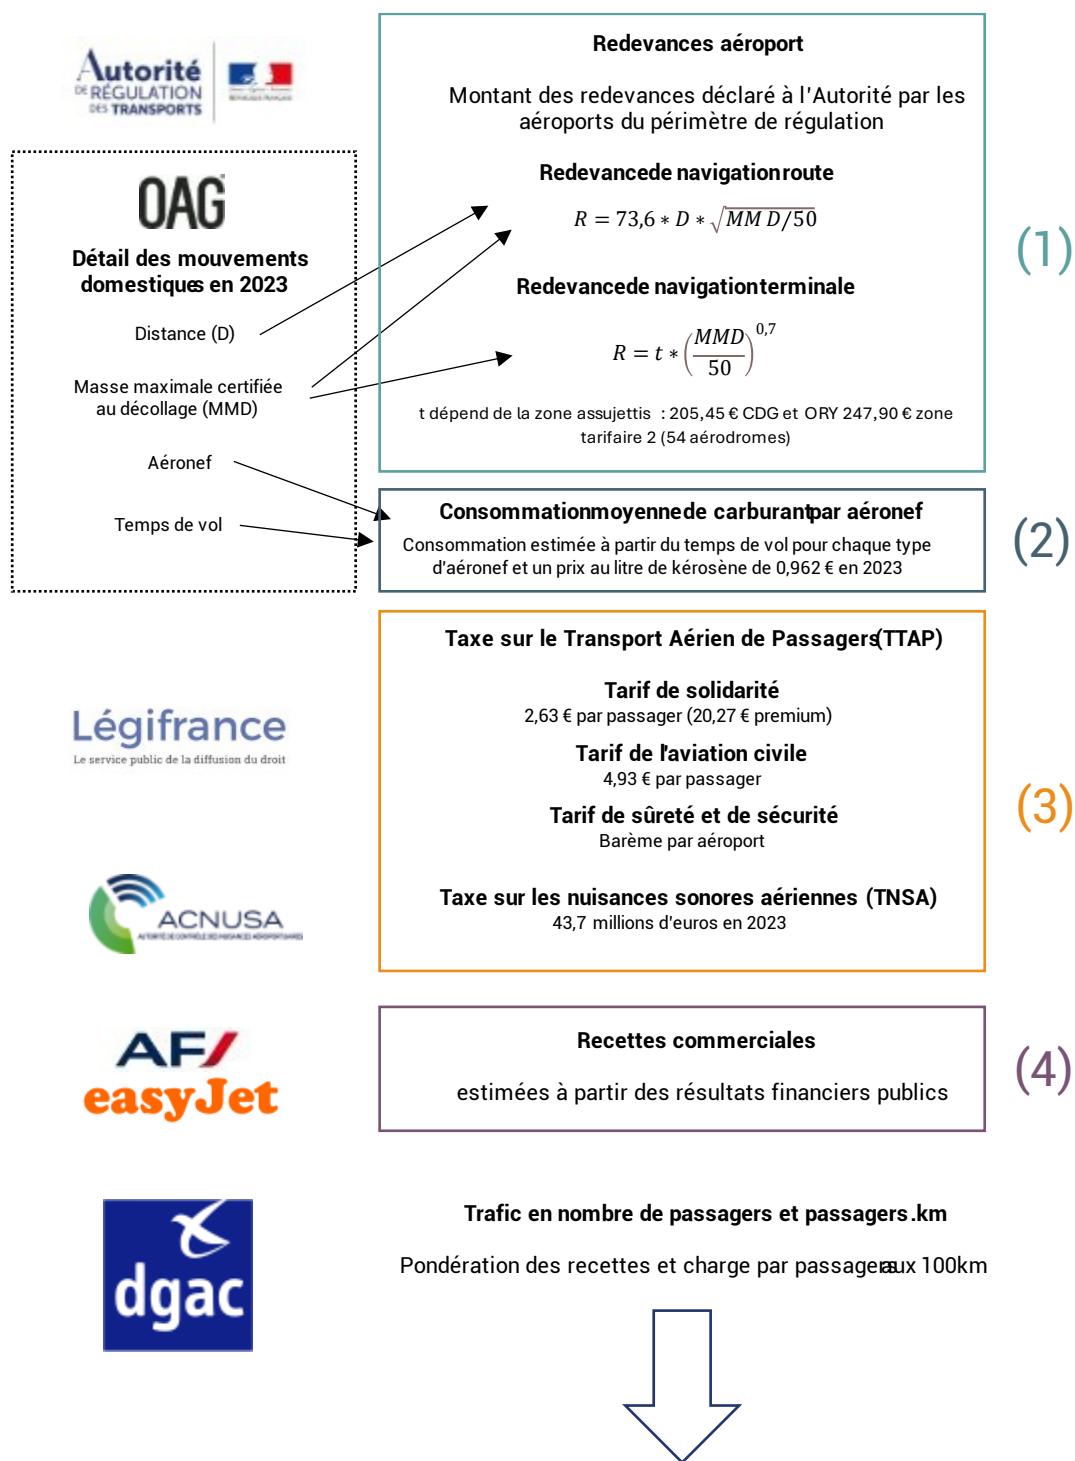 Autorité
DE RÉGULATION
DES TRANSPORTS
Redevances aéroport
Montant des redevances déclaré à l'Autorité par les
aéroports du périmètre de régulation
Redevance de navigation route
R = 73,6 * D * √MMD/50
Redevance de navigation terminale
R = t * (MMD/50)^0,7
t dépend de la zone assujettis : 205,45 € CDG et ORY 247,90 € zone
tarifaire 2 (54 aérodromes)
(1)
OAG
Détail des mouvements
domestiques en 2023
Distance (D)
Masse maximale certifiée
au décollage (MMD)
Aéronef
Temps de vol
Consommation moyenne de carburant par aéronef
Consommation estimée à partir du temps de vol pour chaque type
d'aéronef et un prix au litre de kérosène de 0,962 € en 2023
(2)
Légifrance
Le service public de la diffusion du droit
Taxe sur le Transport Aérien de Passagers (TTAP)
Tarif de solidarité
2,63 € par passager (20,27 € premium)
Tarif de l'aviation civile
4,93 € par passager
Tarif de sûreté et de sécurité
Barème par aéroport
(3)
ACNUSA
AUTORITÉ DE CONTRÔLE DES NUISANCES AÉROPORTUAIRES
Taxe sur les nuisances sonores aériennes (TNSA)
43,7 millions d'euros en 2023
AF
easyJet
Recettes commerciales
estimées à partir des résultats financiers publics
(4)
dgac
Trafic en nombre de passagers et passagers.km
Pondération des recettes et charge par passagers aux 100km